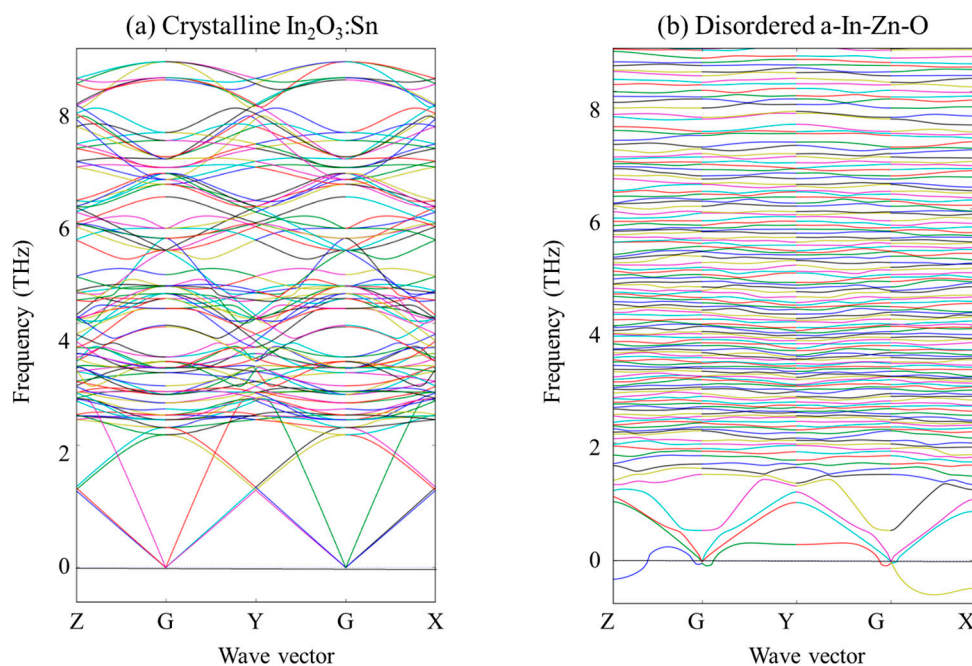 (a) Crystalline In₂O₃:Sn
(b) Disordered a-In-Zn-O
Frequency (THz)
8
6
4
2
0
Z G Y G X
Wave vector
Frequency (THz)
8
6
4
2
0
Z G Y G X
Wave vector